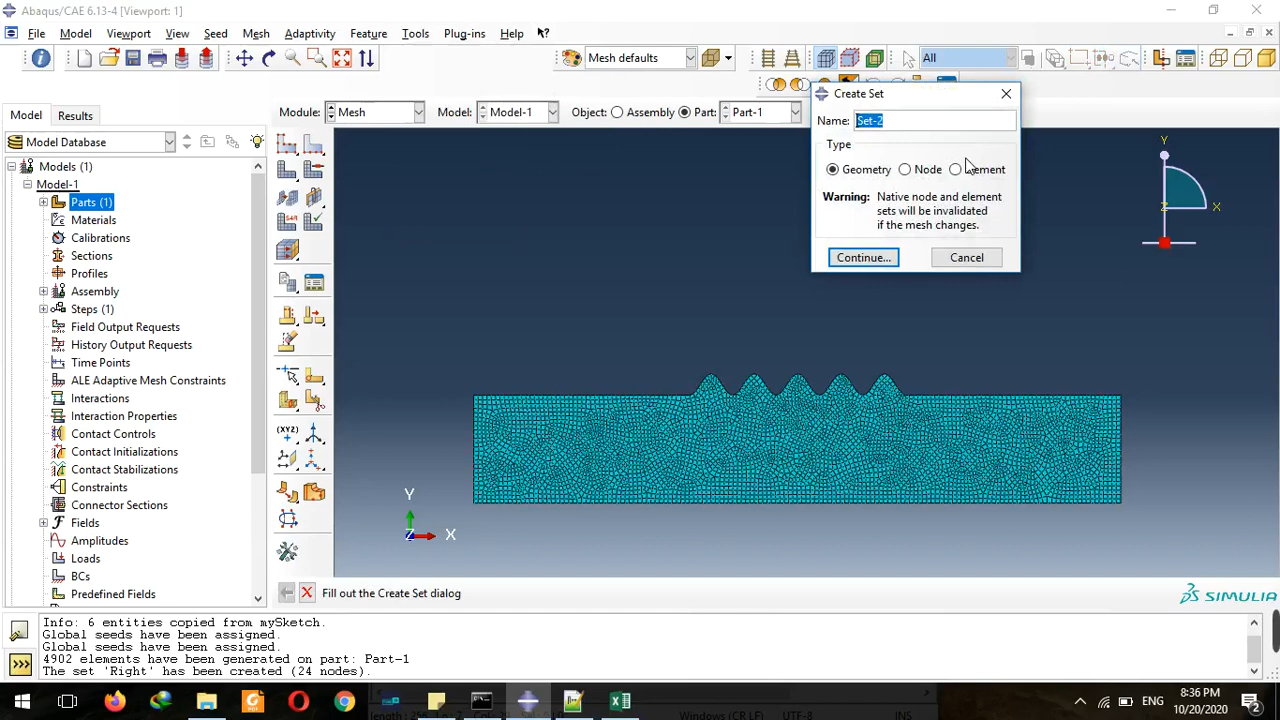 Abaqus/CAE 6.13-4 [Viewport: 1]
File Model Viewport View Seed Mesh Adaptivity Feature Tools Plug-ins Help
Mesh defaults All
Model Results Module: Mesh Model: Model-1 Object: Assembly Part: Part-1
Model Database
Models (1)
Model-1
Parts (1)
Materials
Calibrations
Sections
Profiles
Assembly
Steps (1)
Field Output Requests
History Output Requests
Time Points
ALE Adaptive Mesh Constraints
Interactions
Interaction Properties
Contact Controls
Contact Initializations
Contact Stabilizations
Constraints
Connector Sections
Fields
Amplitudes
Loads
BCs
Predefined Fields
(XYZ)
Create Set
Name: Set-2
Type
Geometry Node Element
Warning: Native node and element
sets will be invalidated
if the mesh changes.
Continue... Cancel
Y
Z X
Y
Z X
Fill out the Create Set dialog
SIMULIA
Info: 6 entities copied from mySketch.
Global seeds have been assigned.
Global seeds have been assigned.
4902 elements have been generated on part: Part-1
The set 'Right' has been created (24 nodes).
>>>
ENG
8:36 PM
10/20/2020
2